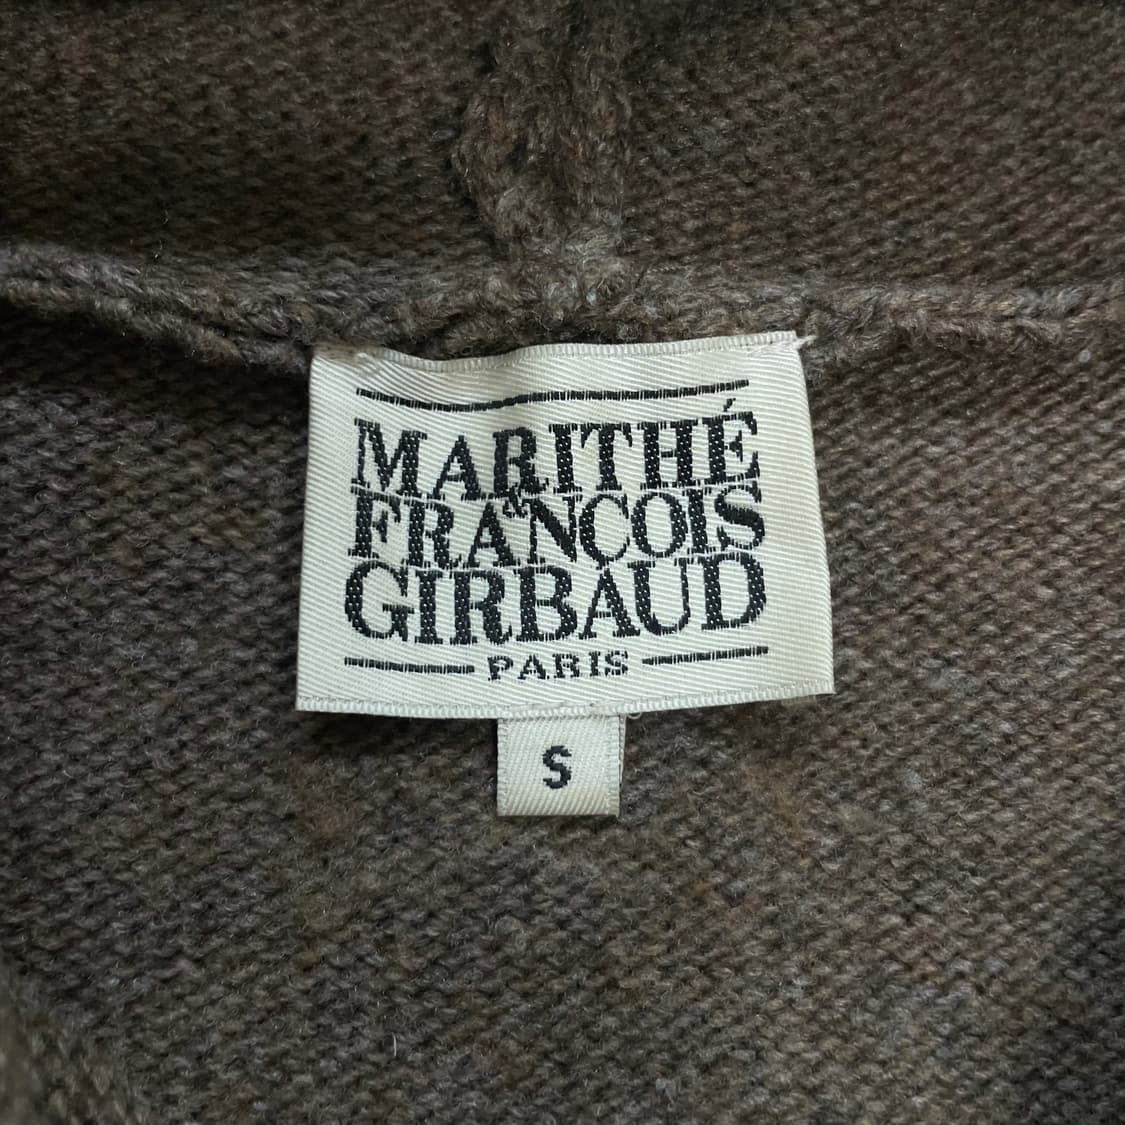 MARITHÉ
&
FRANÇOIS
GIRBAUD
PARIS
S